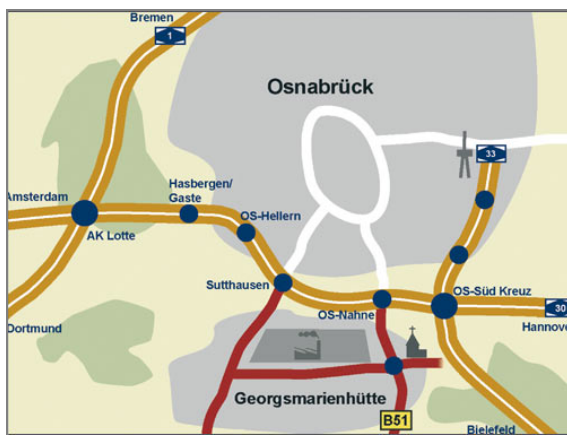 Bremen
1
Osnabrück
33
Amsterdam
Hasbergen/
Gaste
OS-Hellern
AK Lotte
Sutthausen
OS-Süd Kreuz
OS-Nahne
30
Dortmund
Hannove
Georgsmarienhütte
B51
Bielefeld